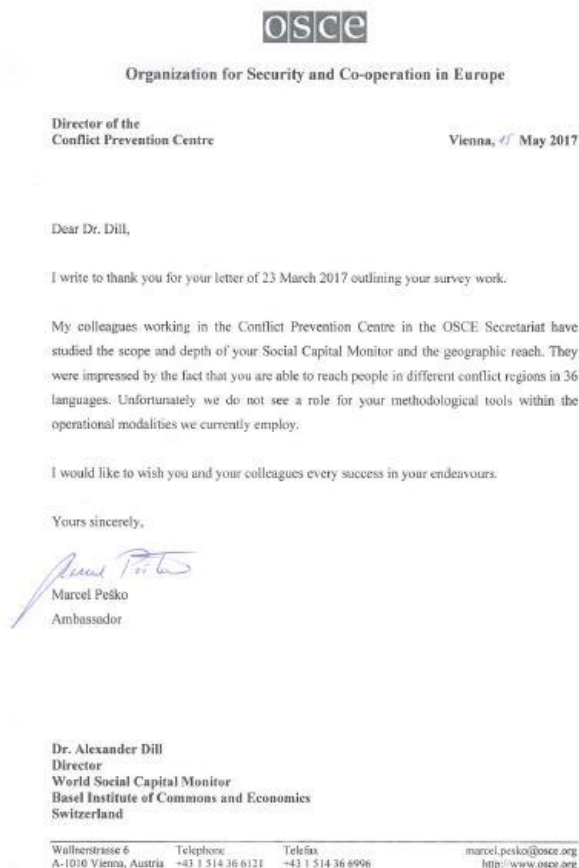 osce
Organization for Security and Co-operation in Europe
Director of the
Conflict Prevention Centre
Vienna, 15 May 2017
Dear Dr. Dill,
I write to thank you for your letter of 23 March 2017 outlining your survey work.
My colleagues working in the Conflict Prevention Centre in the OSCE Secretariat have
studied the scope and depth of your Social Capital Monitor and the geographic reach. They
were impressed by the fact that you are able to reach people in different conflict regions in 36
languages. Unfortunately we do not see a role for your methodological tools within the
operational modalities we currently employ.
I would like to wish you and your colleagues every success in your endeavours.
Yours sincerely,
Marcel Peško
Ambassador
Dr. Alexander Dill
Director
World Social Capital Monitor
Basel Institute of Commons and Economics
Switzerland
Wallnerstrasse 6 Telephone Telefax marcel.pesko@osce.org
A-1010 Vienna, Austria +43 1 514 36 6121 +43 1 514 36 6996 http://www.osce.org